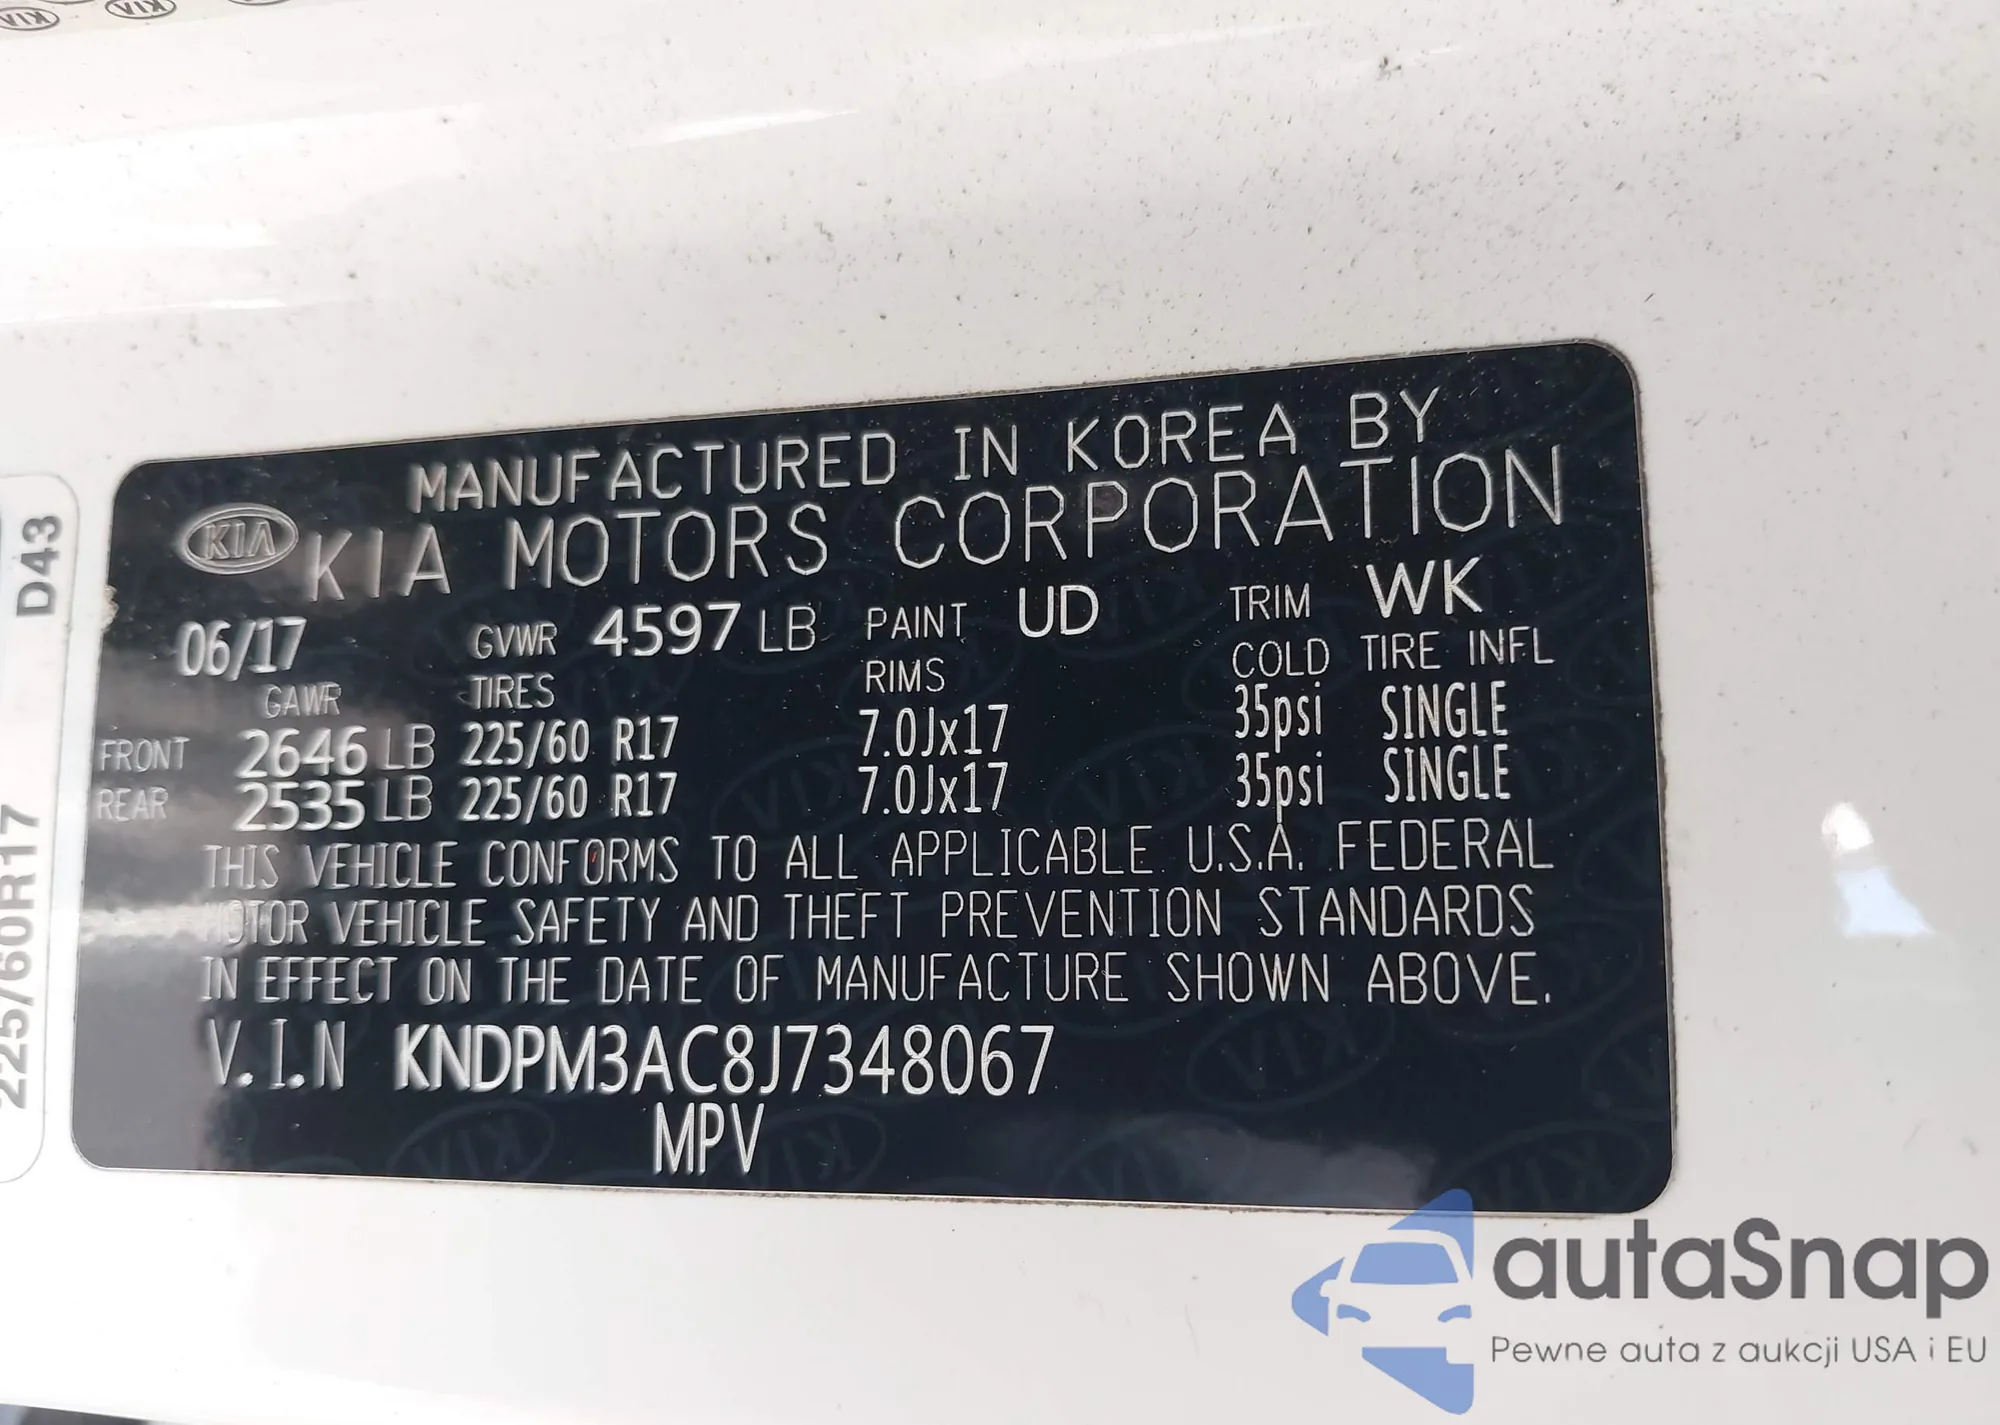 KIA
MANUFACTURED IN KOREA BY
KIA MOTORS CORPORATION
06/17 GVWR 4597 LB PAINT UD TRIM WK
GAWR TIRES RIMS COLD TIRE INFL
FRONT 2646 LB 225/60 R17 7.0Jx17 35psi SINGLE
REAR 2535 LB 225/60 R17 7.0Jx17 35psi SINGLE
THIS VEHICLE CONFORMS TO ALL APPLICABLE U.S.A. FEDERAL
MOTOR VEHICLE SAFETY AND THEFT PREVENTION STANDARDS
IN EFFECT ON THE DATE OF MANUFACTURE SHOWN ABOVE.
V.I.N KNDPM3AC8J7348067
MPV
225/60R17 D43
autaSnap
Pewne auta z aukcji USA i EU